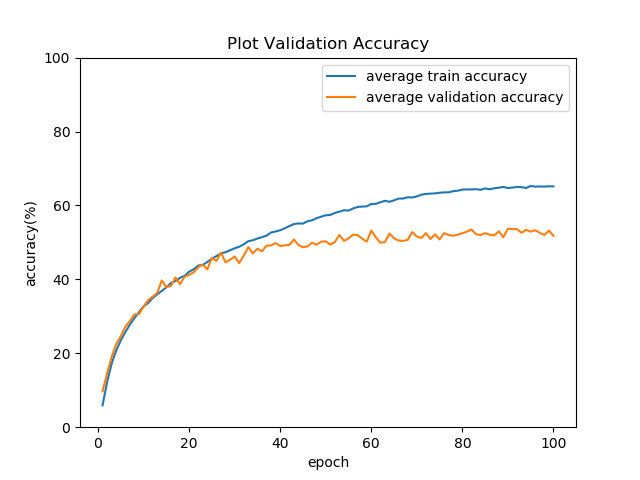 Plot Validation Accuracy
100
80
60
40
20
0
accuracy(%)
average train accuracy
average validation accuracy
0 20 40 60 80 100
epoch